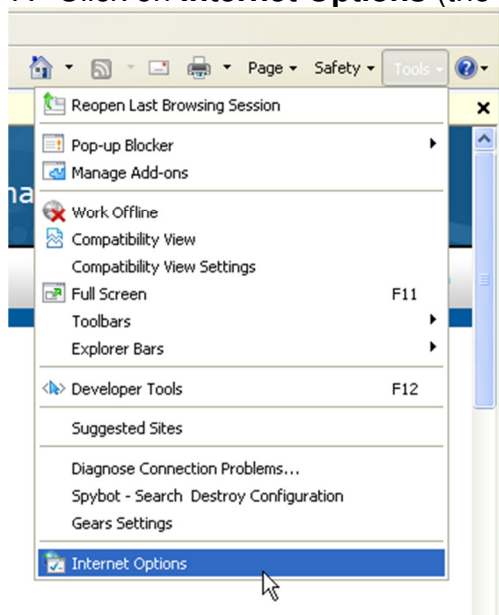 Click on Internet Options (the
Page Safety Tools
Reopen Last Browsing Session
Pop-up Blocker
Manage Add-ons
Work Offline
Compatibility View
Compatibility View Settings
Full Screen F11
Toolbars
Explorer Bars
Developer Tools F12
Suggested Sites
Diagnose Connection Problems...
Spybot - Search Destroy Configuration
Gears Settings
Internet Options